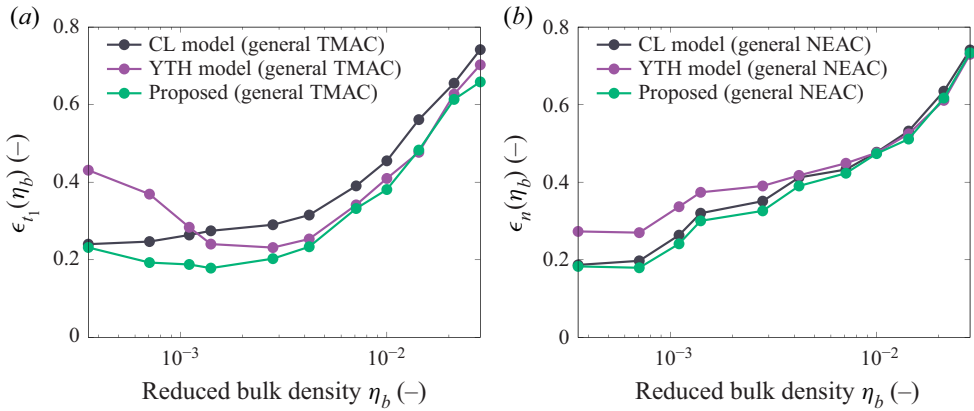 (a)
0.8
CL model (general TMAC)
YTH model (general TMAC)
Proposed (general TMAC)
0.6
ϵt1(ηb) (–)
0.4
0.2
0
10−3
10−2
Reduced bulk density ηb (–)
(b)
0.8
CL model (general NEAC)
YTH model (general NEAC)
Proposed (general NEAC)
0.6
ϵn(ηb) (–)
0.4
0.2
0
10−3
10−2
Reduced bulk density ηb (–)